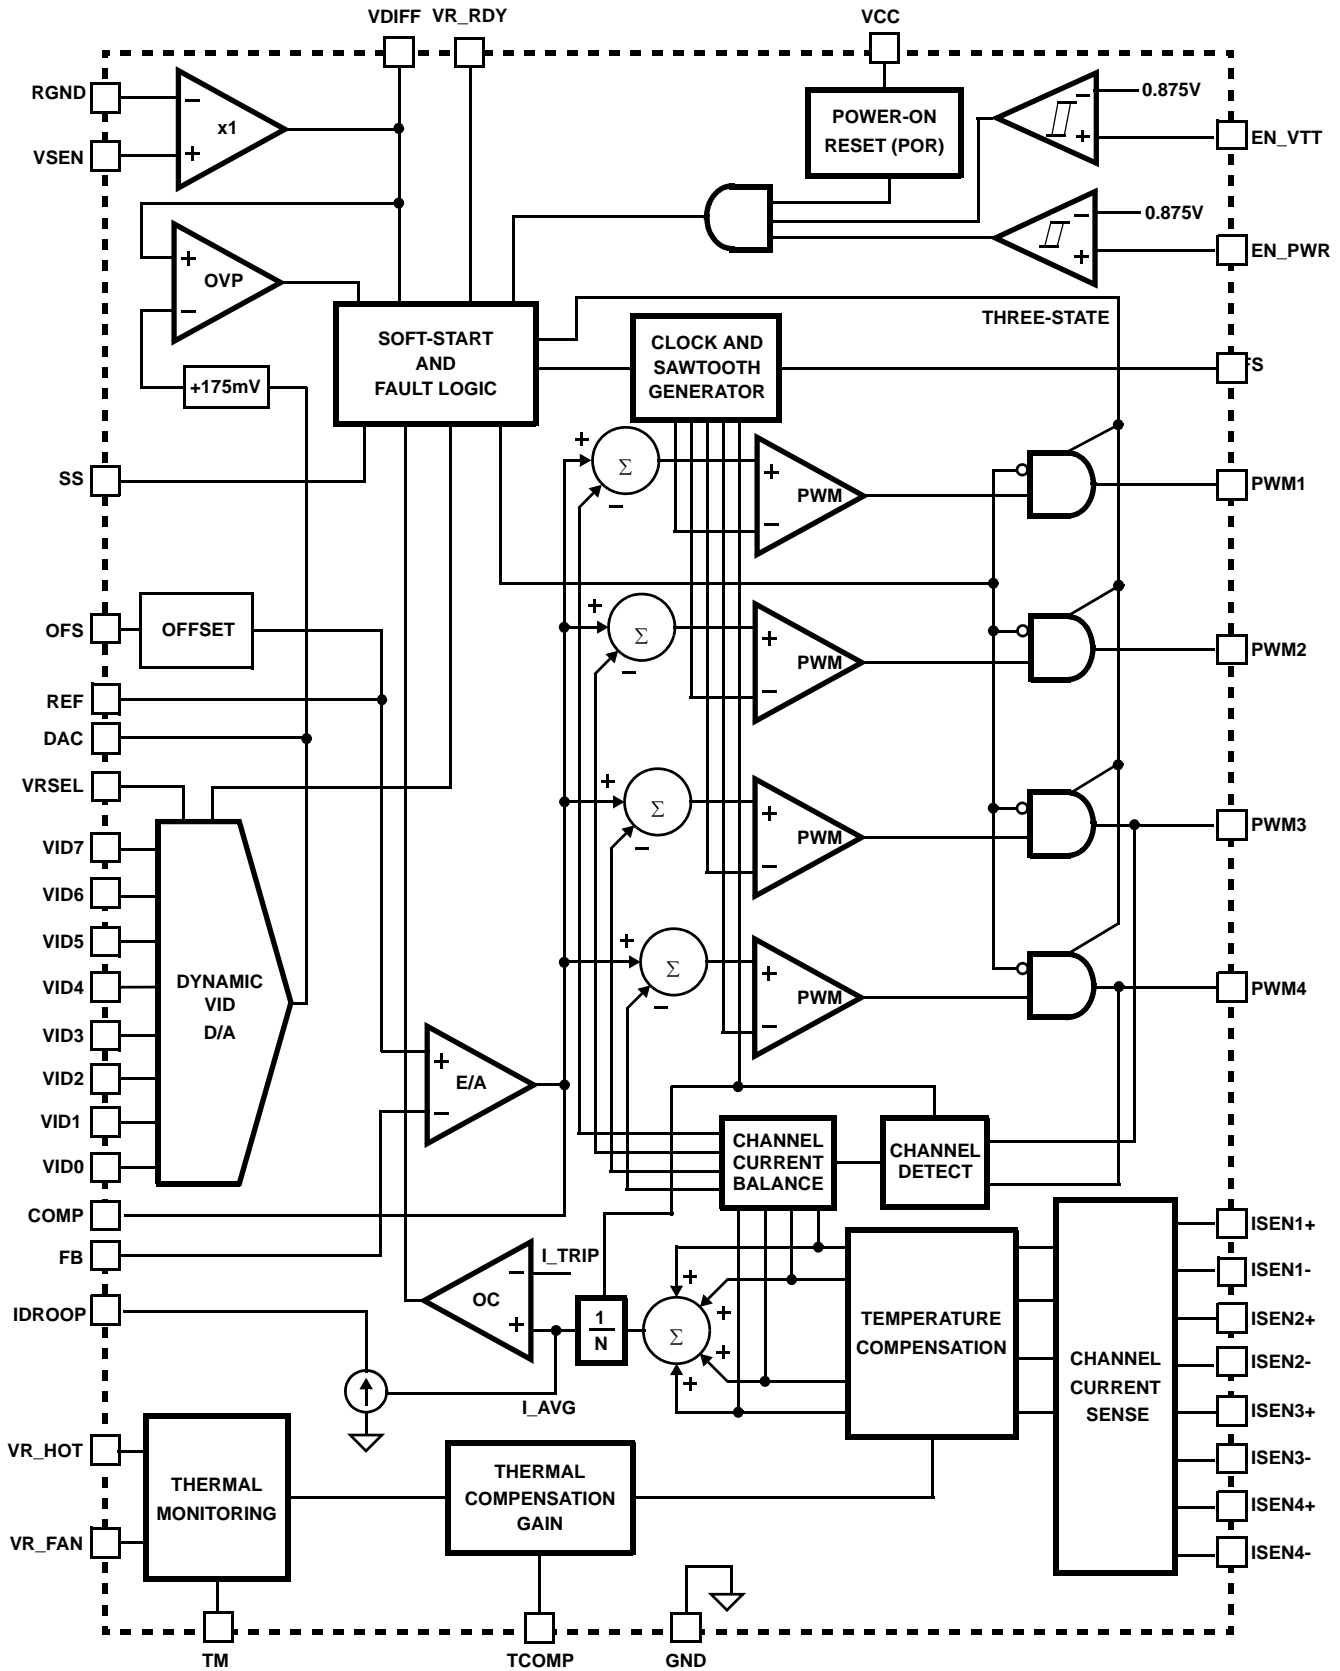 VDIFF VR_RDY VCC
RGND
−
x1
+
VSEN
POWER-ON
RESET (POR)
−
0.875V
+
EN_VTT
−
0.875V
+
EN_PWR
+
OVP
−
+175mV
SOFT-START
AND
FAULT LOGIC
THREE-STATE
CLOCK AND
SAWTOOTH
GENERATOR
FS
SS
+
Σ
−
+
PWM
−
PWM1
OFS
OFFSET
+
Σ
−
+
PWM
−
PWM2
REF
DAC
VRSEL
+
Σ
−
+
PWM
−
PWM3
VID7
VID6
VID5
VID4
VID3
VID2
VID1
VID0
DYNAMIC
VID
D/A
+
Σ
−
+
PWM
−
PWM4
+
E/A
−
CHANNEL
CURRENT
BALANCE
CHANNEL
DETECT
COMP
FB
IDROOP
I_TRIP
−
OC
+
1
N
I_AVG
+
+
Σ
+
+
TEMPERATURE
COMPENSATION
CHANNEL
CURRENT
SENSE
ISEN1+
ISEN1-
ISEN2+
ISEN2-
ISEN3+
ISEN3-
ISEN4+
ISEN4-
VR_HOT
VR_FAN
THERMAL
MONITORING
THERMAL
COMPENSATION
GAIN
TM
TCOMP
GND